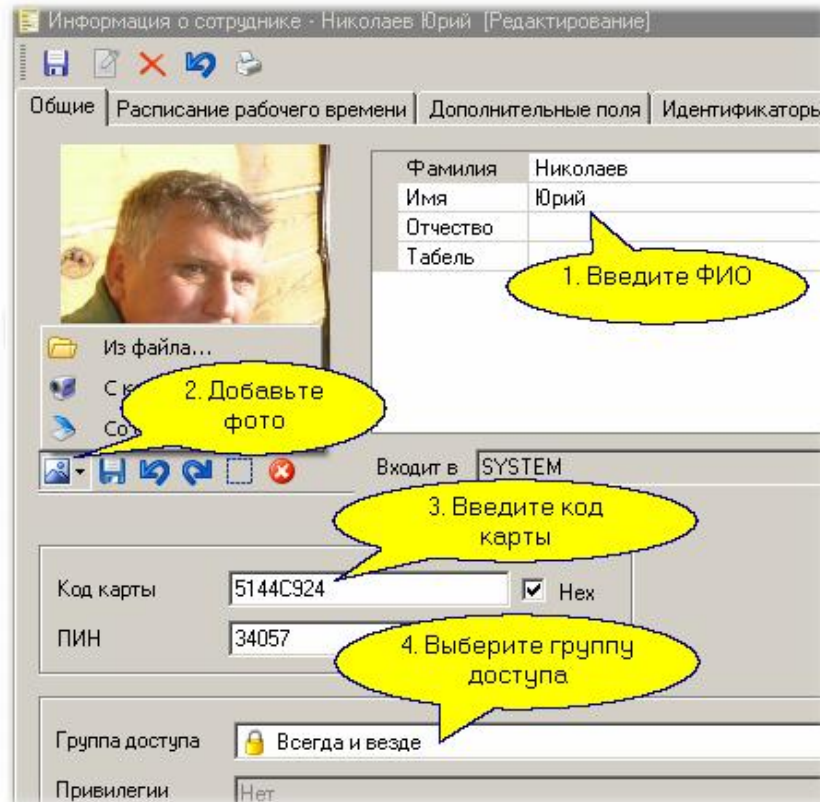 Информация о сотруднике - Николаев Юрий [Редактирование]
Общие Расписание рабочего времени Дополнительные поля Идентификаторы
Фамилия Николаев
Имя Юрий
Отчество
Табель
1. Введите ФИО
Из файла...
2. Добавьте
фото
Входит в SYSTEM
3. Введите код
карты
Код карты 5144C924 Hex
ПИН 34057
4. Выберите группу
доступа
Группа доступа Всегда и везде
Привилегии Нет